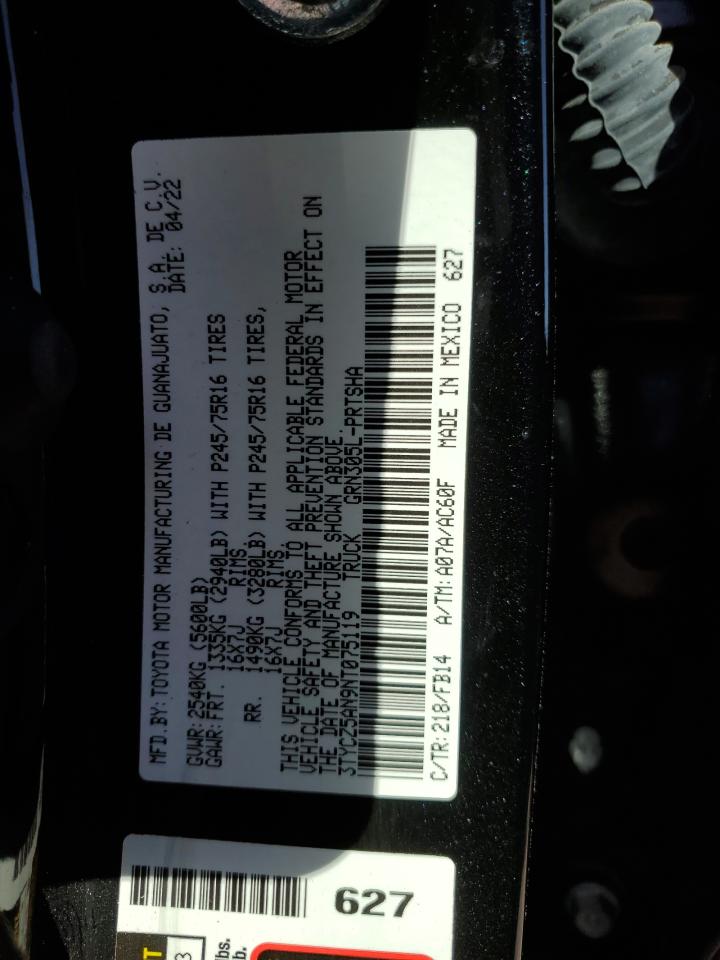 MFD.BY:TOYOTA MOTOR MANUFACTURING DE GUANAJUATO, S.A. DE C.V.
DATE: 04/22
GVWR:2540KG (5600LB)
GAWR:FRT. 1335KG (2940LB) WITH P245/75R16 TIRES
16X7J RIMS
RR. 1490KG (3280LB) WITH P245/75R16 TIRES,
16X7J RIMS
THIS VEHICLE CONFORMS TO ALL APPLICABLE FEDERAL MOTOR
VEHICLE SAFETY AND THEFT PREVENTION STANDARDS IN EFFECT ON
THE DATE OF MANUFACTURE SHOWN ABOVE.
3TYCZ5AN9NT075119 TRUCK GRN305L-PRTSHA
C/TR:218/FB14 A/TM:A07A/AC60F MADE IN MEXICO 627
627
lbs.